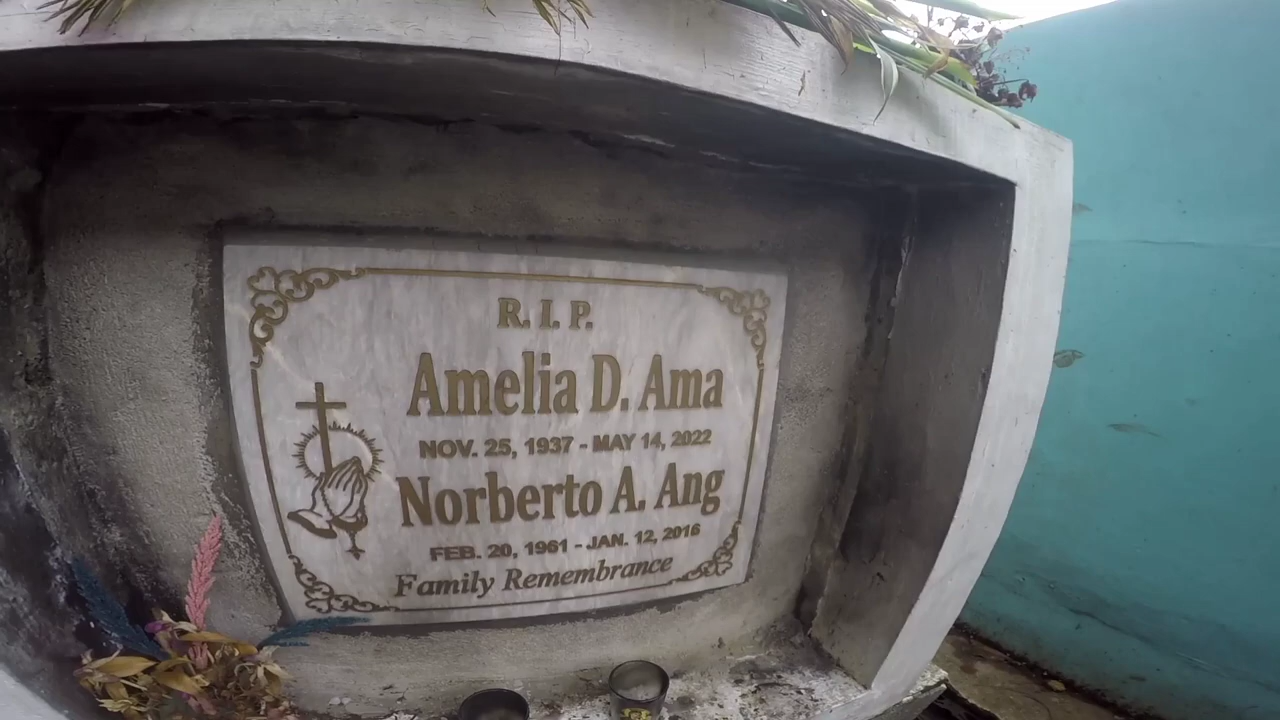 R. I. P.
Amelia D. Ama
NOV. 25, 1937 - MAY 14, 2022
Norberto A. Ang
FEB. 20, 1961 - JAN. 12, 2016
Family Remembrance